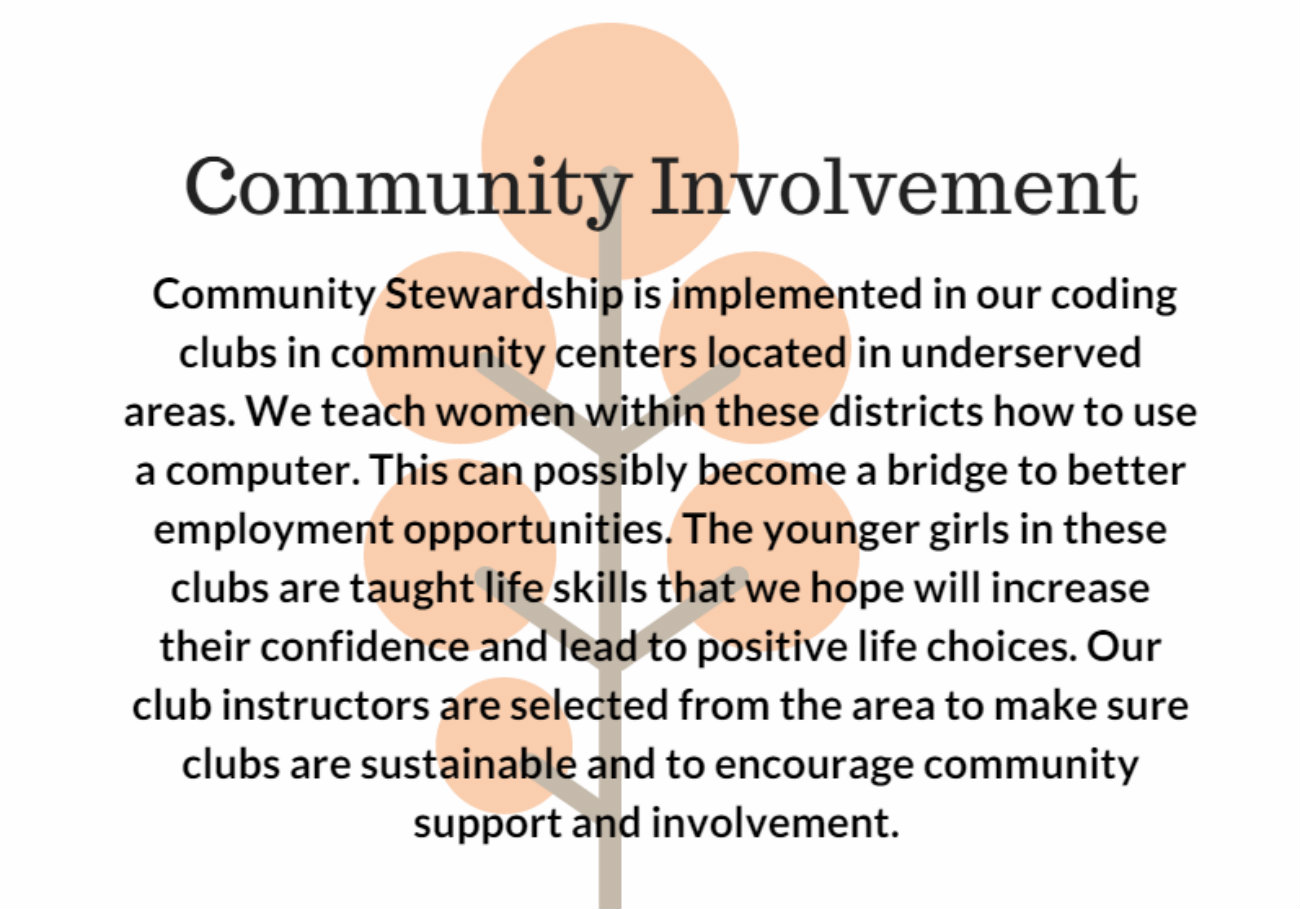 Community Involvement
Community Stewardship is implemented in our coding
clubs in community centers located in underserved
areas. We teach women within these districts how to use
a computer. This can possibly become a bridge to better
employment opportunities. The younger girls in these
clubs are taught life skills that we hope will increase
their confidence and lead to positive life choices. Our
club instructors are selected from the area to make sure
clubs are sustainable and to encourage community
support and involvement.